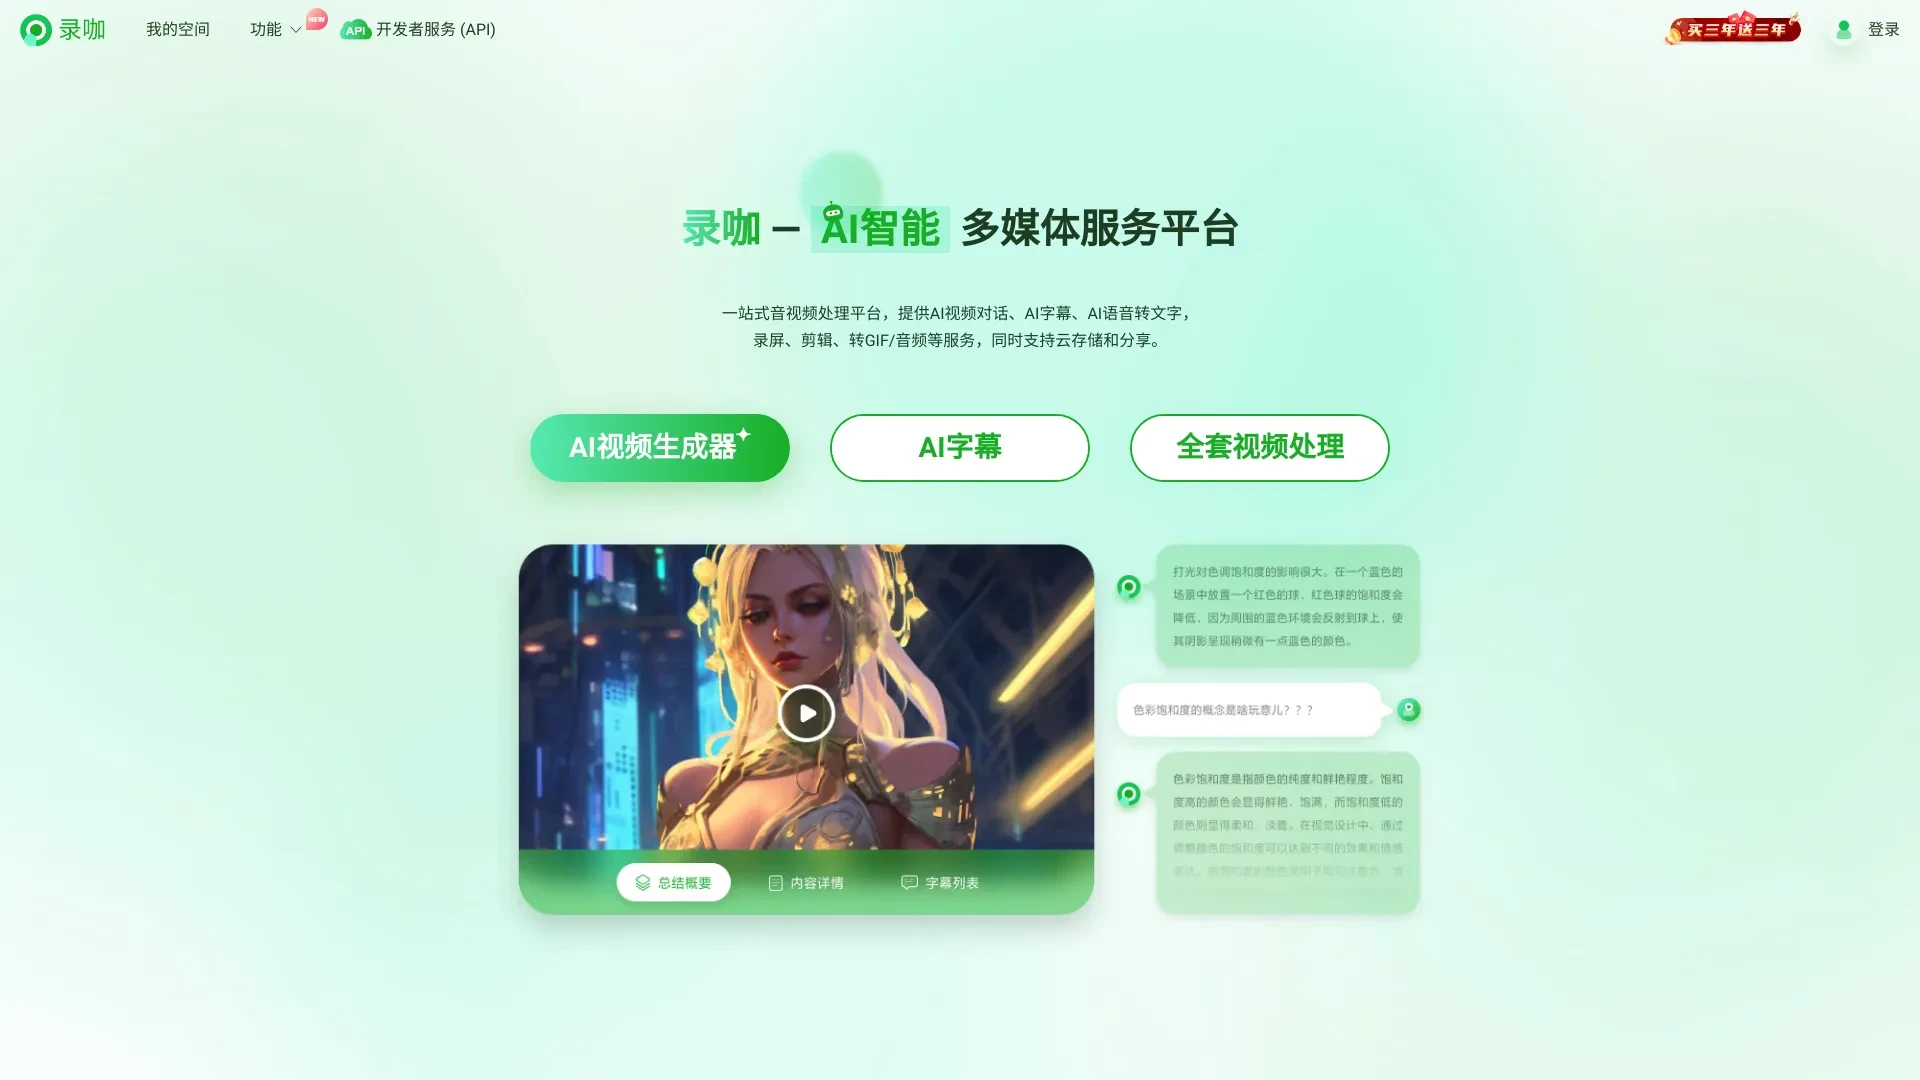 录咖
我的空间
功能
NEW
API
开发者服务 (API)
买三年送三年
登录
录咖 – AI智能 多媒体服务平台
一站式音视频处理平台，提供AI视频对话、AI字幕、AI语音转文字，
录屏、剪辑、转GIF/音频等服务，同时支持云存储和分享。
AI视频生成器
AI字幕
全套视频处理
打光对色调饱和度的影响很大。在一个蓝色的
场景中放置一个红色的球，红色球的饱和度会
降低，因为周围的蓝色环境会反射到球上，使
其阴影呈现稍微有一点蓝色的颜色。
色彩饱和度的概念是啥玩意儿？？？
色彩饱和度是指颜色的纯度和鲜艳程度。饱和
度高的颜色会显得鲜艳、饱满，而饱和度低的
颜色则显得柔和、淡雅。在视觉设计中，通过
调整颜色的饱和度可以达到不同的效果和情感
总结概要
内容详情
字幕列表